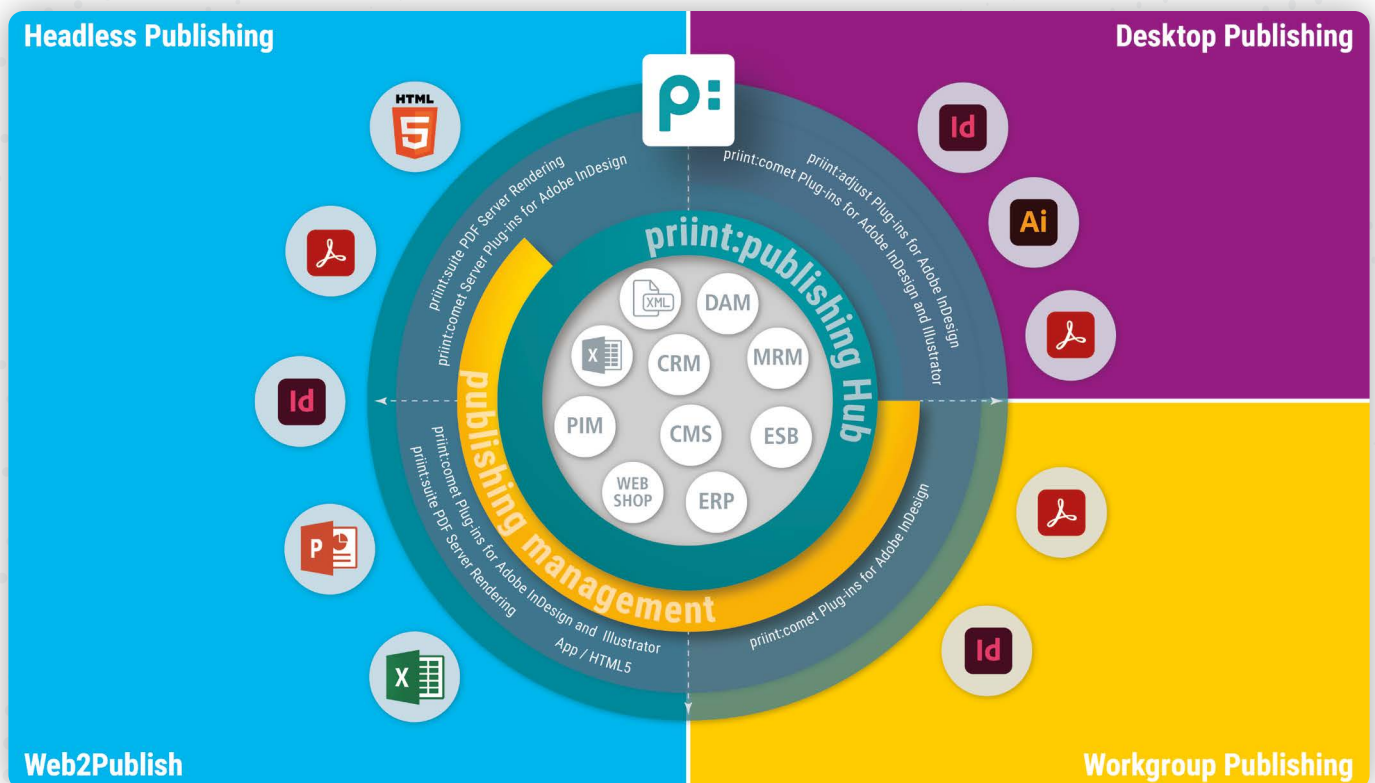 Headless Publishing
Desktop Publishing
p:
HTML
5
Id
Ai
Id
P
X
Id
priint:suite PDF Server Rendering
priint:comet Server Plug-ins for Adobe InDesign
priint:adjust Plug-ins for Adobe InDesign
priint:comet Plug-ins for Adobe InDesign and Illustrator
priint:publishing Hub
XML
DAM
X
CRM
MRM
PIM
CMS
ESB
WEB
SHOP
ERP
publishing management
priint:comet Plug-ins for Adobe InDesign and Illustrator
priint:suite PDF Server Rendering
App / HTML5
priint:comet Plug-ins for Adobe InDesign
Web2Publish
Workgroup Publishing